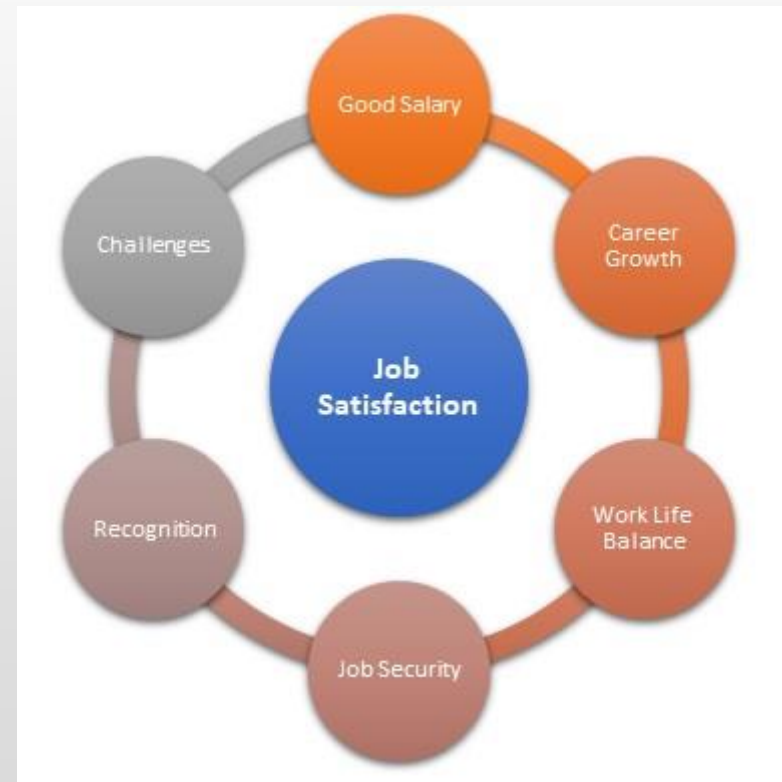 Good Salary
Career
Growth
Work Life
Balance
Job Security
Recognition
Challenges
Job
Satisfaction